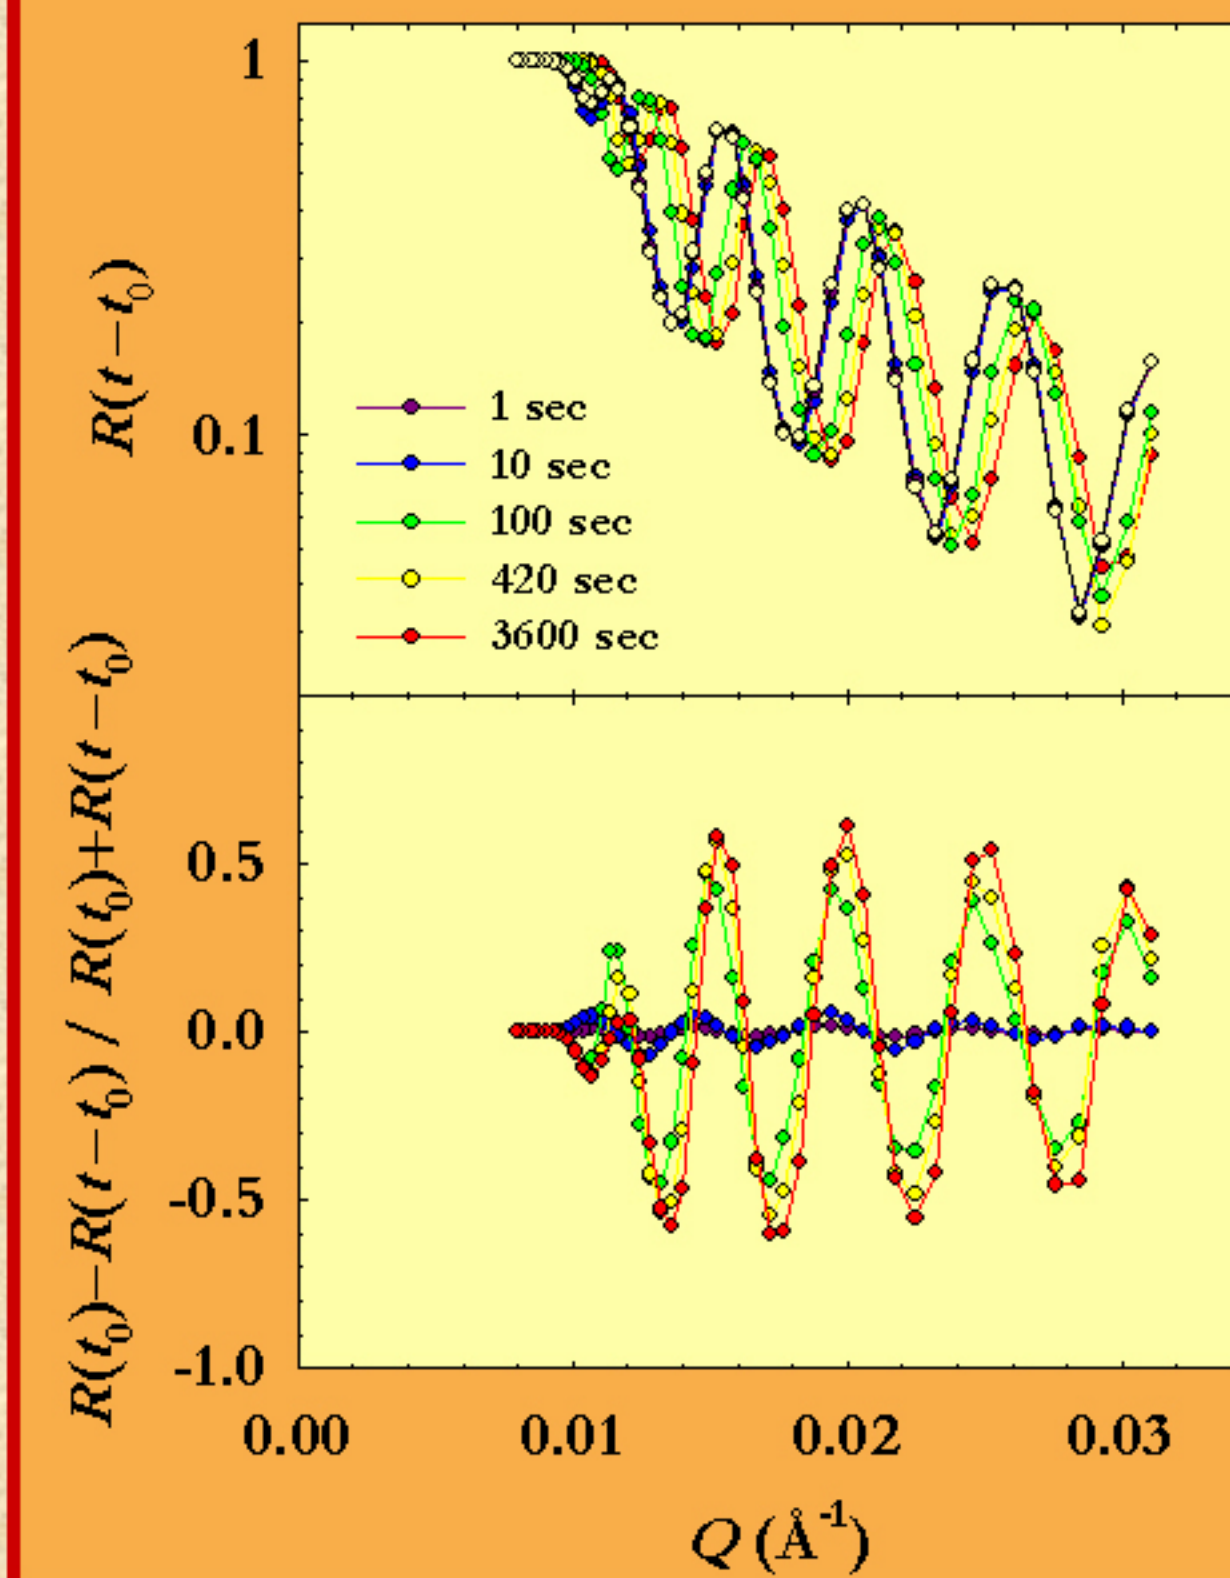 R(t−t₀)
1
0.1
1 sec
10 sec
100 sec
420 sec
3600 sec
R(t₀)−R(t−t₀) / R(t₀)+R(t−t₀)
0.5
0.0
-0.5
-1.0
0.00 0.01 0.02 0.03
Q (Å⁻¹)